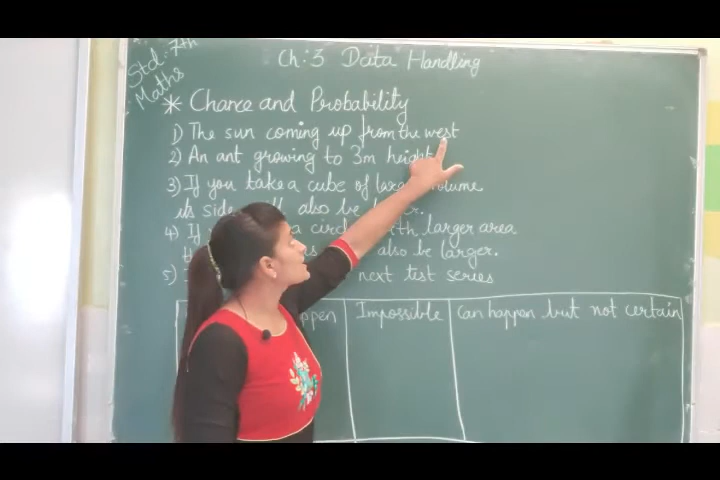 Std: 7th
Maths
Ch: 3 Data Handling
* Chance and Probability
1) The sun coming up from the west
2) An ant growing to 3m height
3) If you take a cube of larger volume
its side also be
4) If a circle with larger area
also be larger.
5) next test series
Impossible
Can happen but not certain